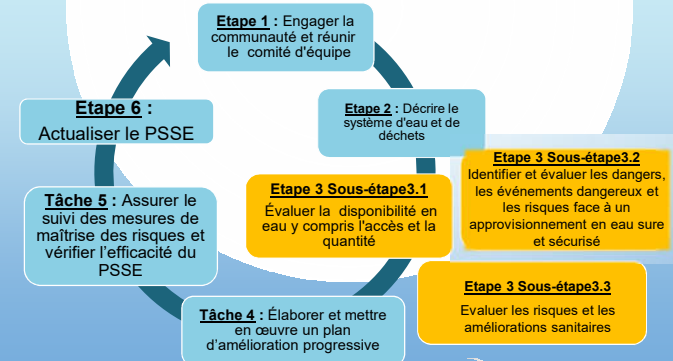 Etape 1 : Engager la
communauté et réunir
le comité d'équipe
Etape 2 : Décrire le
système d'eau et de
déchets
Etape 3 Sous-étape3.1
Évaluer la disponibilité en
eau y compris l'accès et la
quantité
Etape 3 Sous-étape3.2
Identifier et évaluer les dangers,
les événements dangereux et
les risques face à un
approvisionnement en eau sure
et sécurisé
Etape 3 Sous-étape3.3
Evaluer les risques et les
améliorations sanitaires
Tâche 4 : Élaborer et mettre
en œuvre un plan
d'amélioration progressive
Tâche 5 : Assurer le
suivi des mesures de
maîtrise des risques et
vérifier l'efficacité du
PSSE
Etape 6 :
Actualiser le PSSE